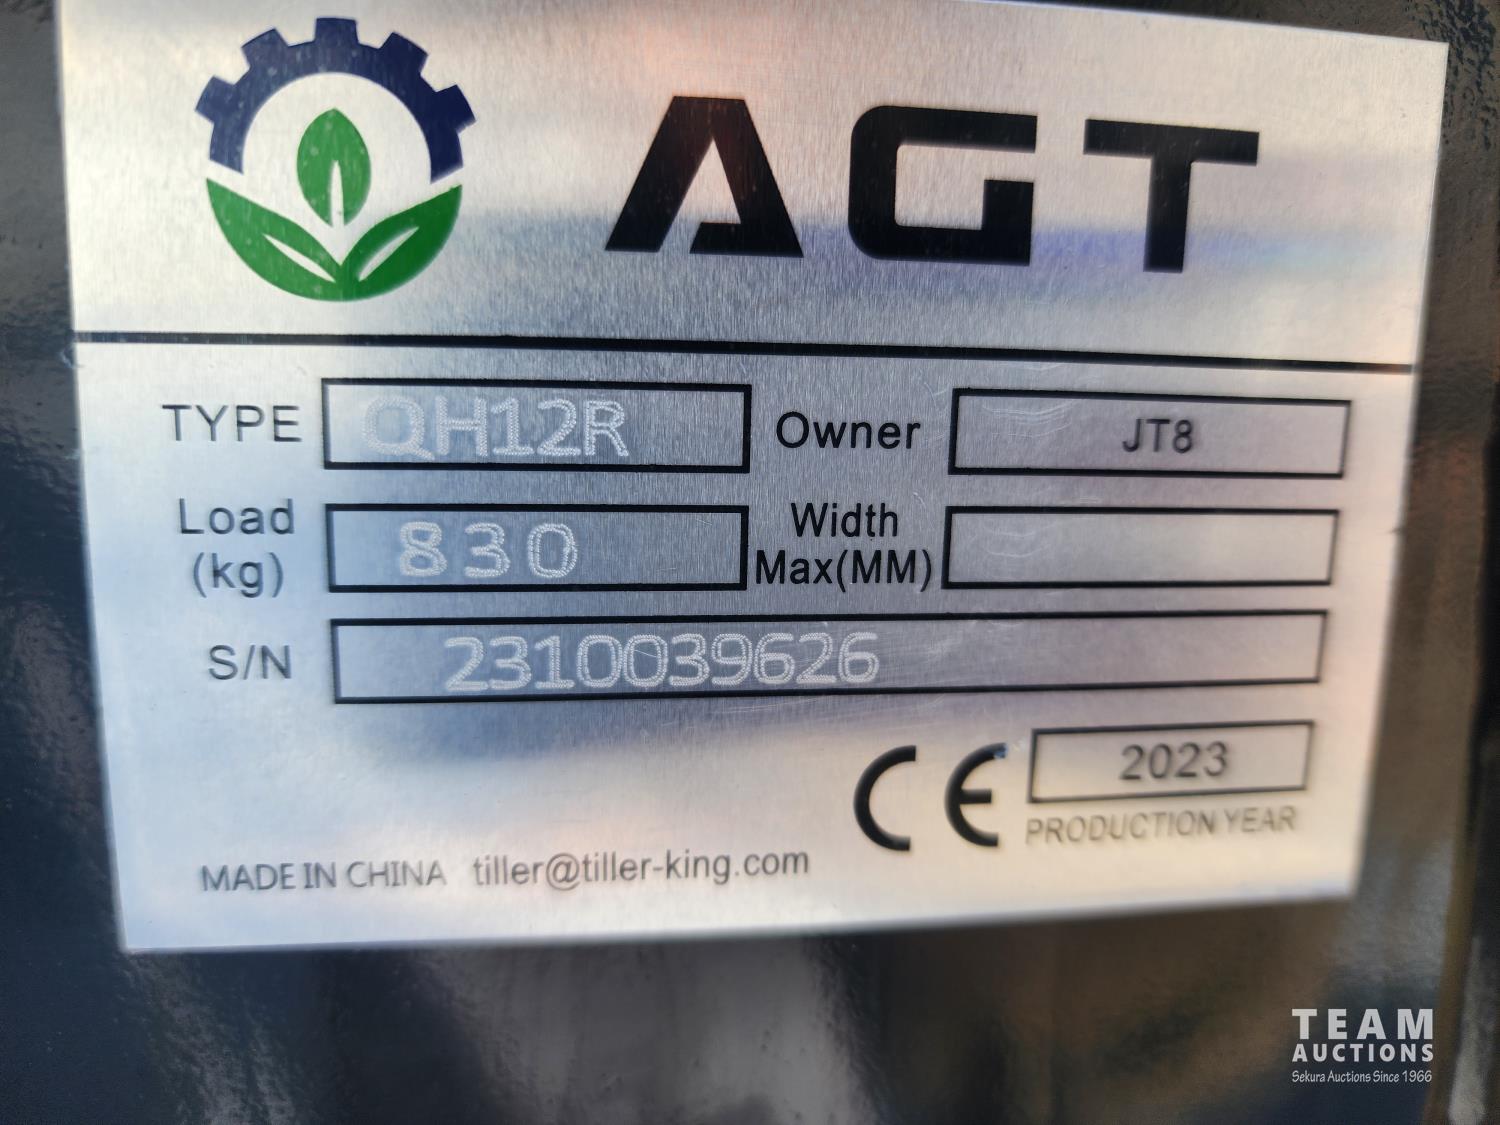 AGT
TYPE QH12R Owner JT8
Load (kg) 830 Width Max(MM)
S/N 2310039626
CE 2023
PRODUCTION YEAR
MADE IN CHINA tiller@tiller-king.com
TEAM
AUCTIONS
Sekura Auctions Since 1966